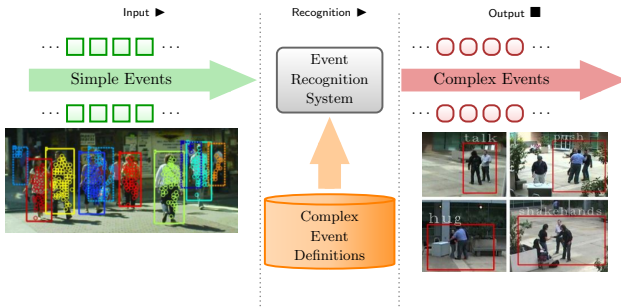 Input ▶
Recognition ▶
Output ■
··· ···
Simple Events
··· ···
Event
Recognition
System
··· ···
Complex Events
··· ···
Complex
Event
Definitions
talk
push
hug
shakehands